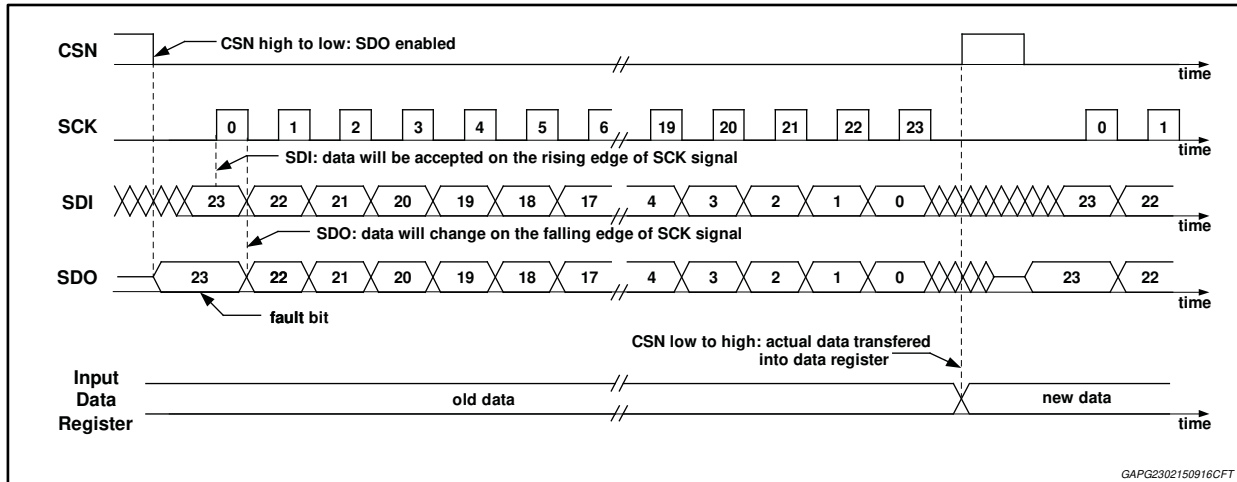 CSN
CSN high to low: SDO enabled
time
SCK
0 1 2 3 4 5 6 19 20 21 22 23 0 1
time
SDI: data will be accepted on the rising edge of SCK signal
SDI
23 22 21 20 19 18 17 4 3 2 1 0 23 22
time
SDO: data will change on the falling edge of SCK signal
SDO
23 22 21 20 19 18 17 4 3 2 1 0 23 22
time
fault bit
CSN low to high: actual data transfered
into data register
Input
Data
Register
old data
new data
time
GAPG2302150916CFT